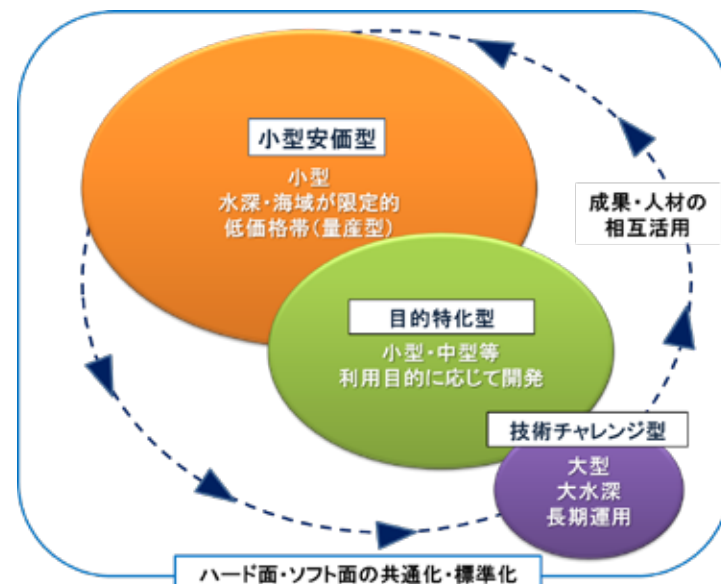 小型安価型
小型
水深・海域が限定的
低価格帯(量産型)
成果・人材の
相互活用
目的特化型
小型・中型等
利用目的に応じて開発
技術チャレンジ型
大型
大水深
長期運用
ハード面・ソフト面の共通化・標準化